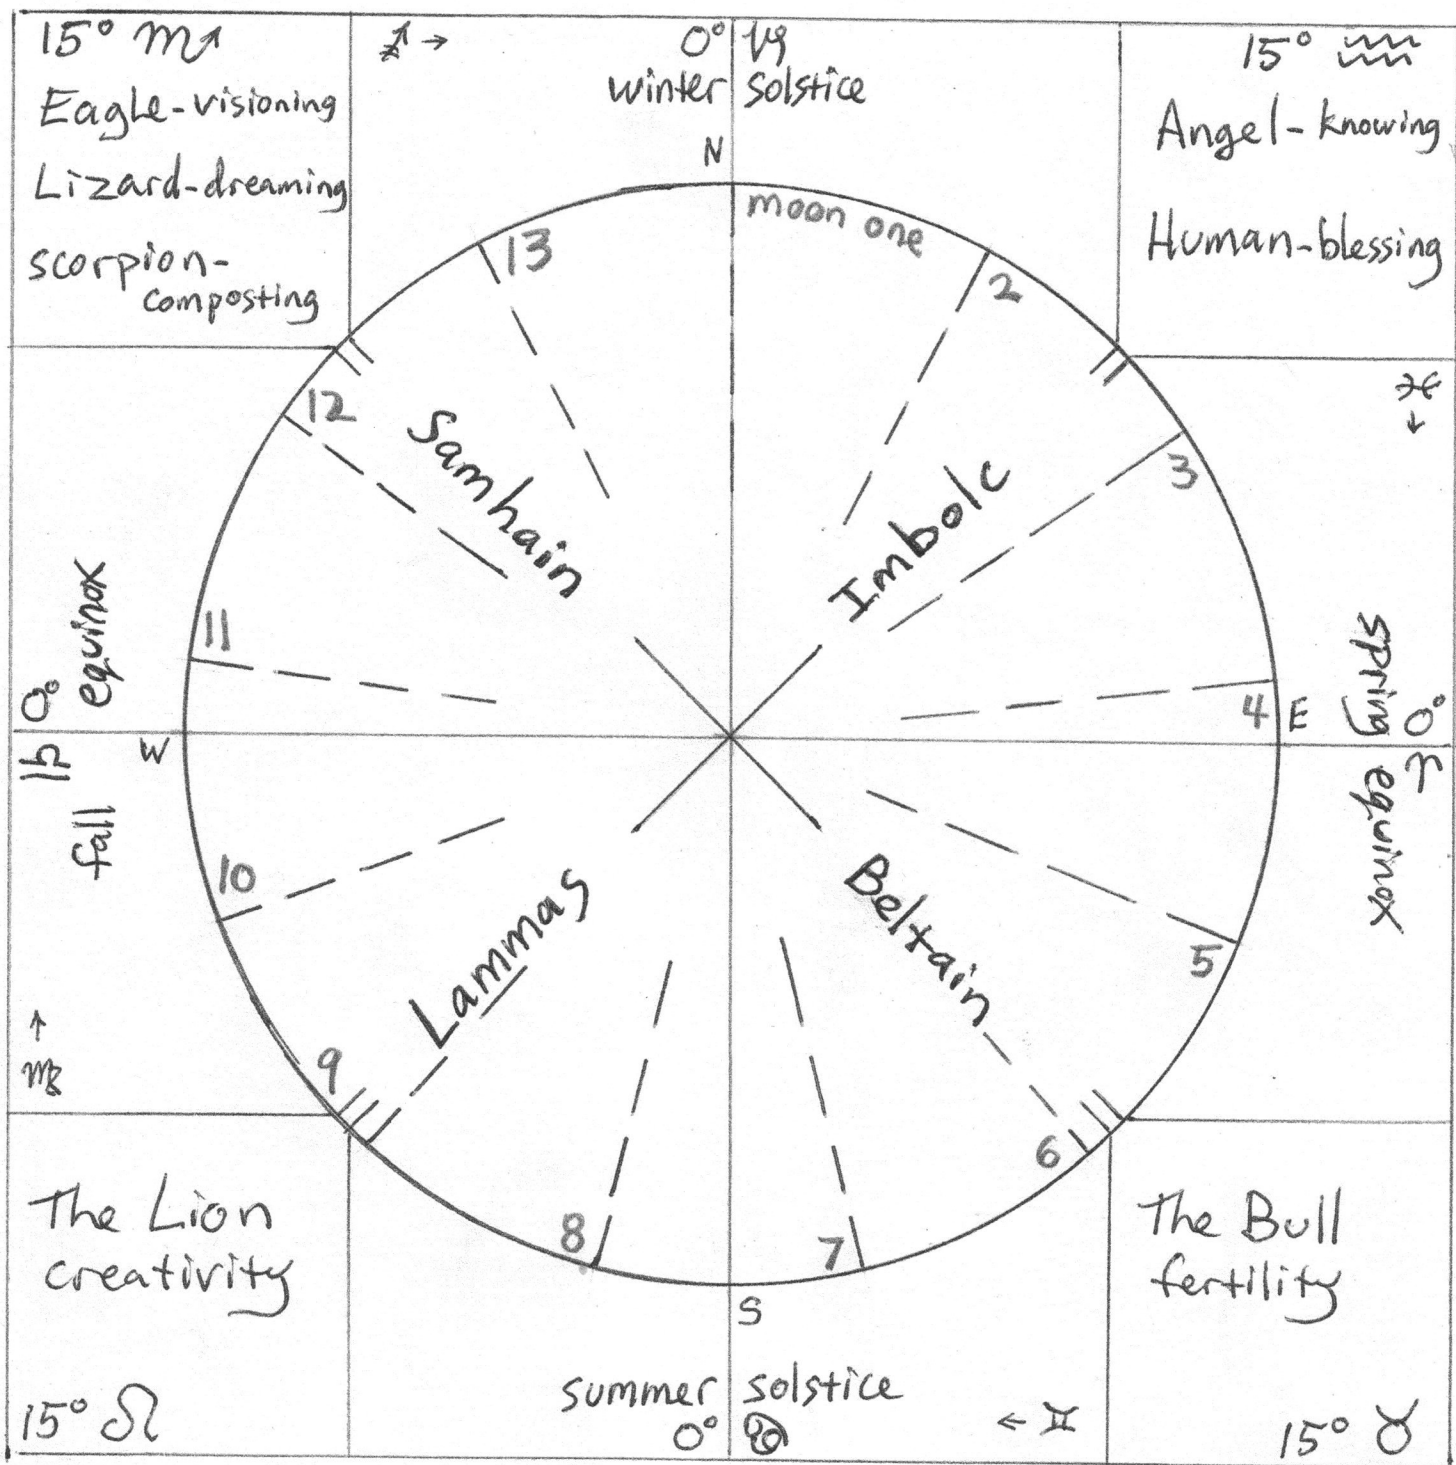 15° ♏
Eagle-visioning
Lizard-dreaming
scorpion-
composting
♐ →
0° ♑
winter solstice
N
15° ♒
Angel-knowing
Human-blessing
moon one
2
3
4
5
6
7
8
9
10
11
12
13
Samhain
Imbolc
Beltain
Lammas
♓
↓
E
spring equinox
0° ♈
W
fall equinox
0° ♎
↑
♍
The Lion
creativity
15° ♌
S
summer solstice
0° ♋
← ♊
The Bull
fertility
15° ♉